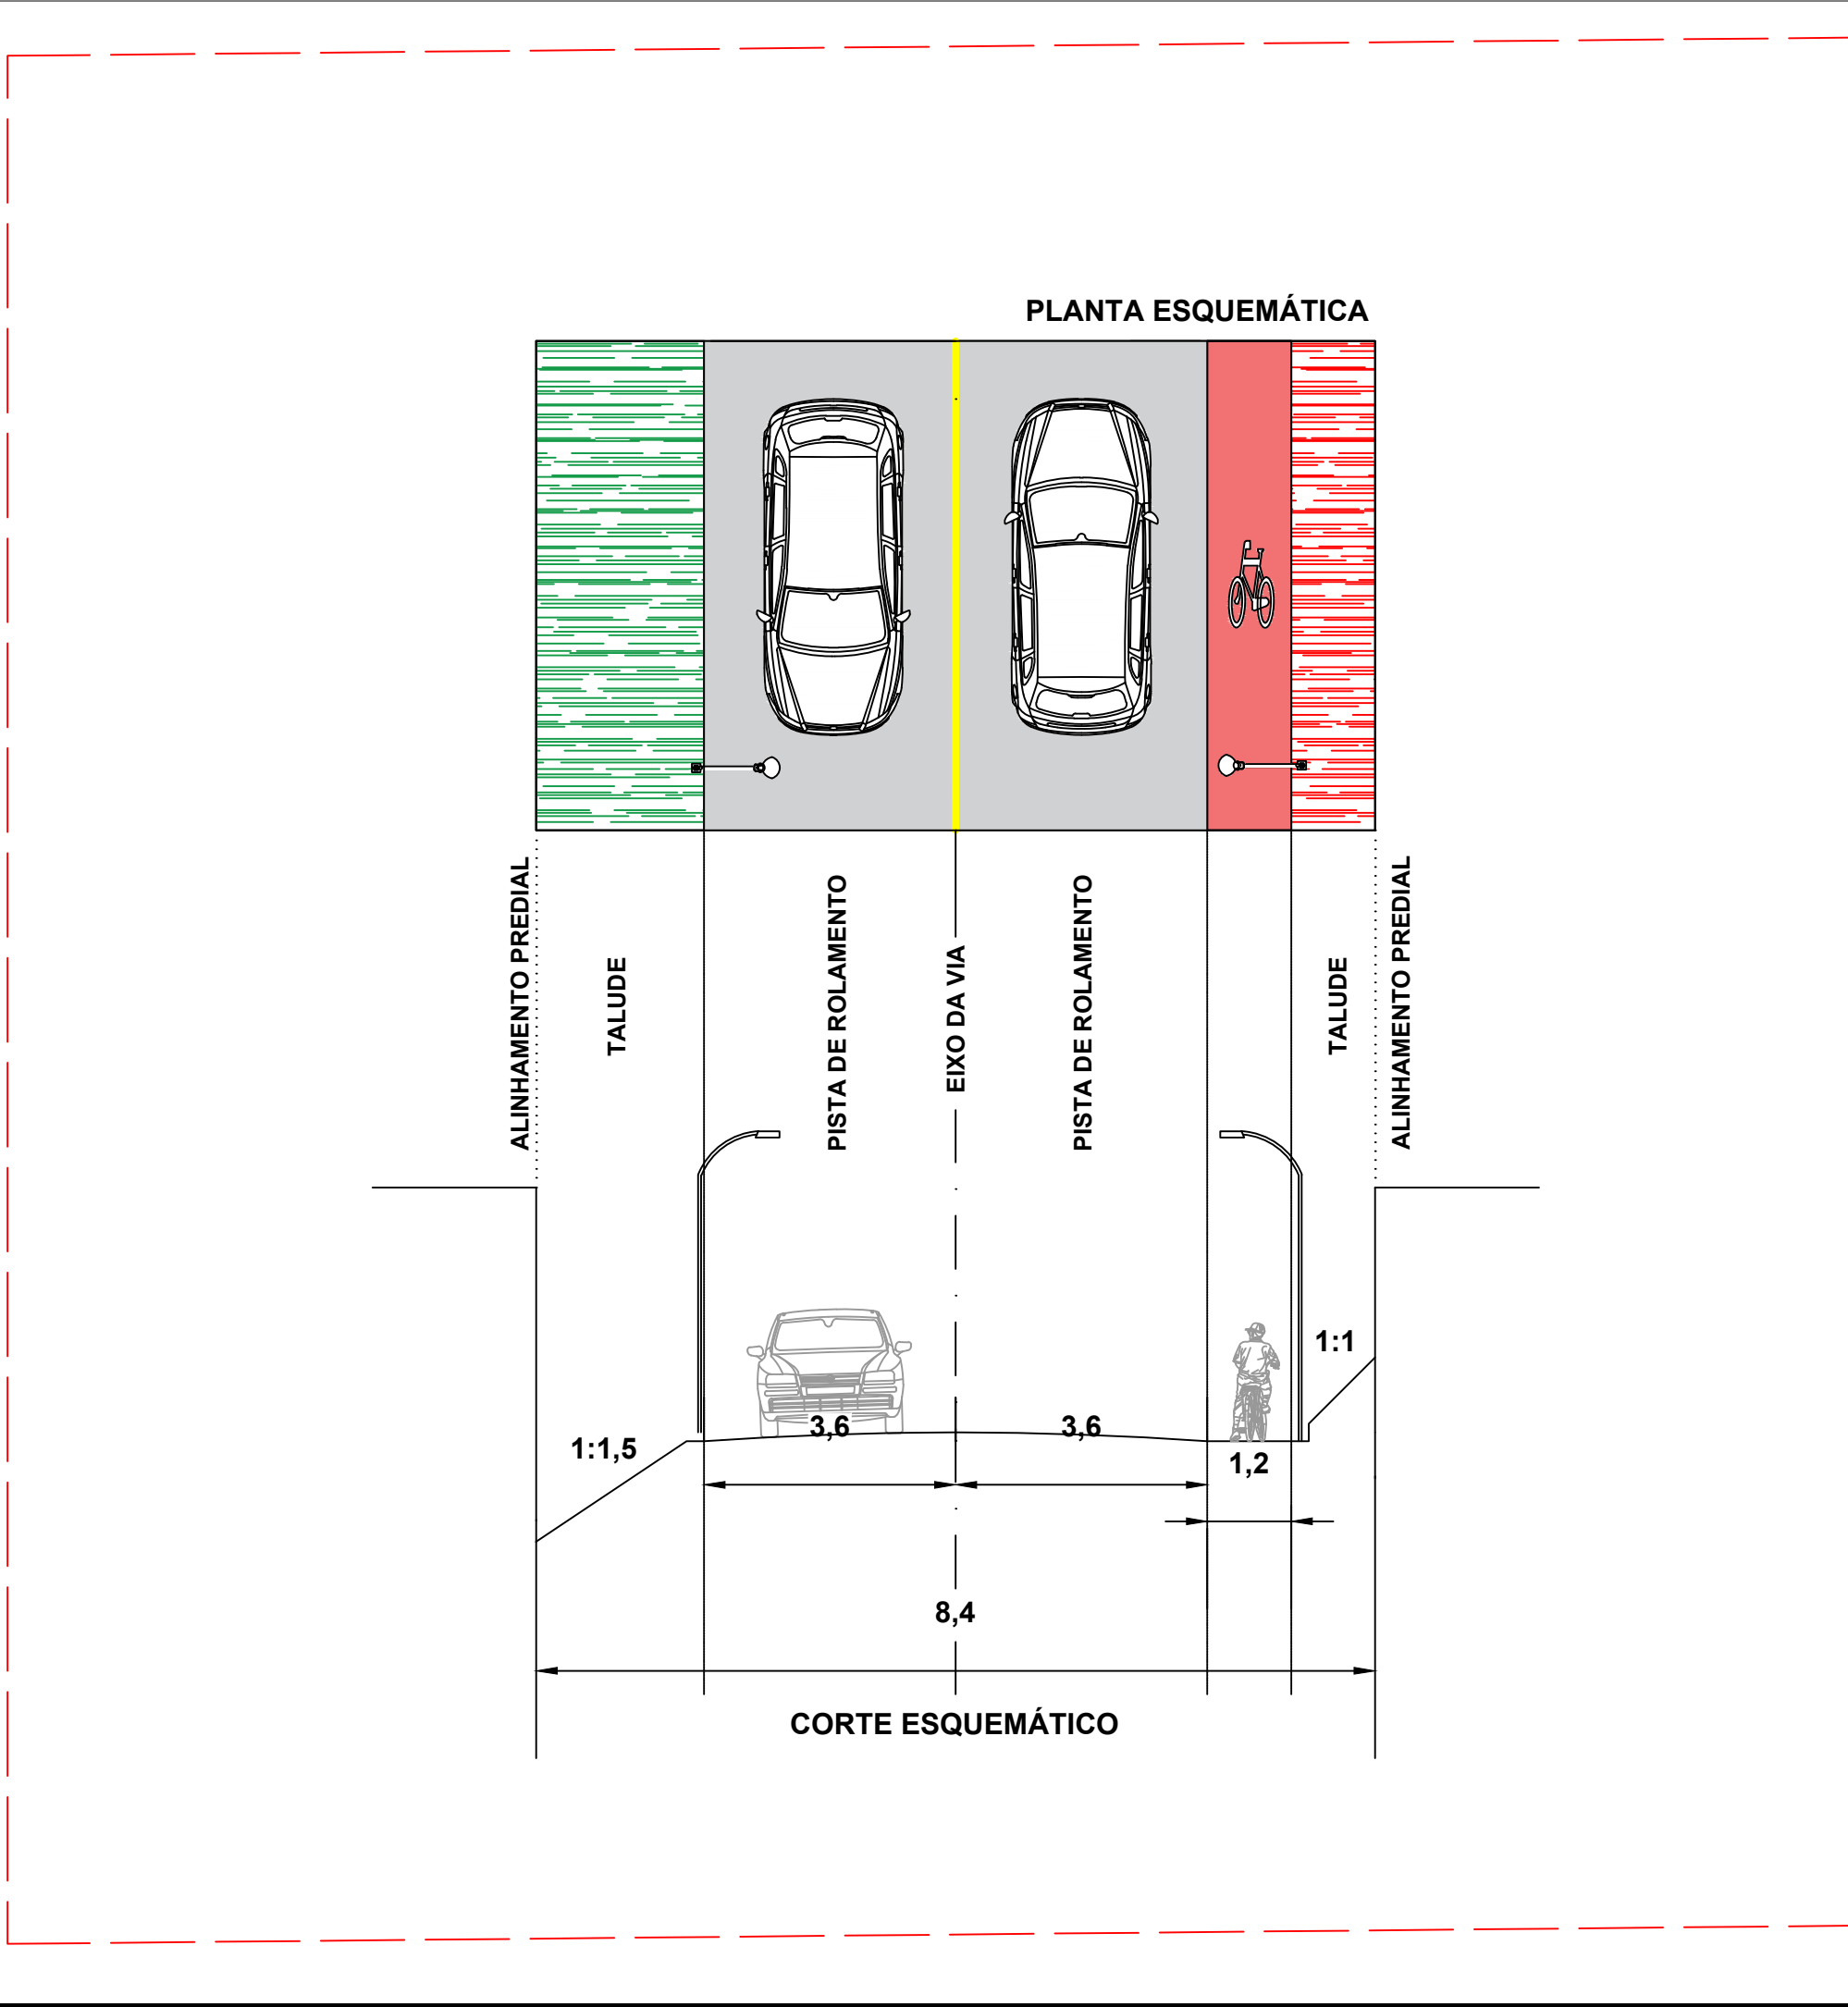 PLANTA ESQUEMÁTICA
ALINHAMENTO PREDIAL
TALUDE
PISTA DE ROLAMENTO
EIXO DA VIA
PISTA DE ROLAMENTO
TALUDE
ALINHAMENTO PREDIAL
1:1
3,6
3,6
1:1,5
1,2
8,4
CORTE ESQUEMÁTICO